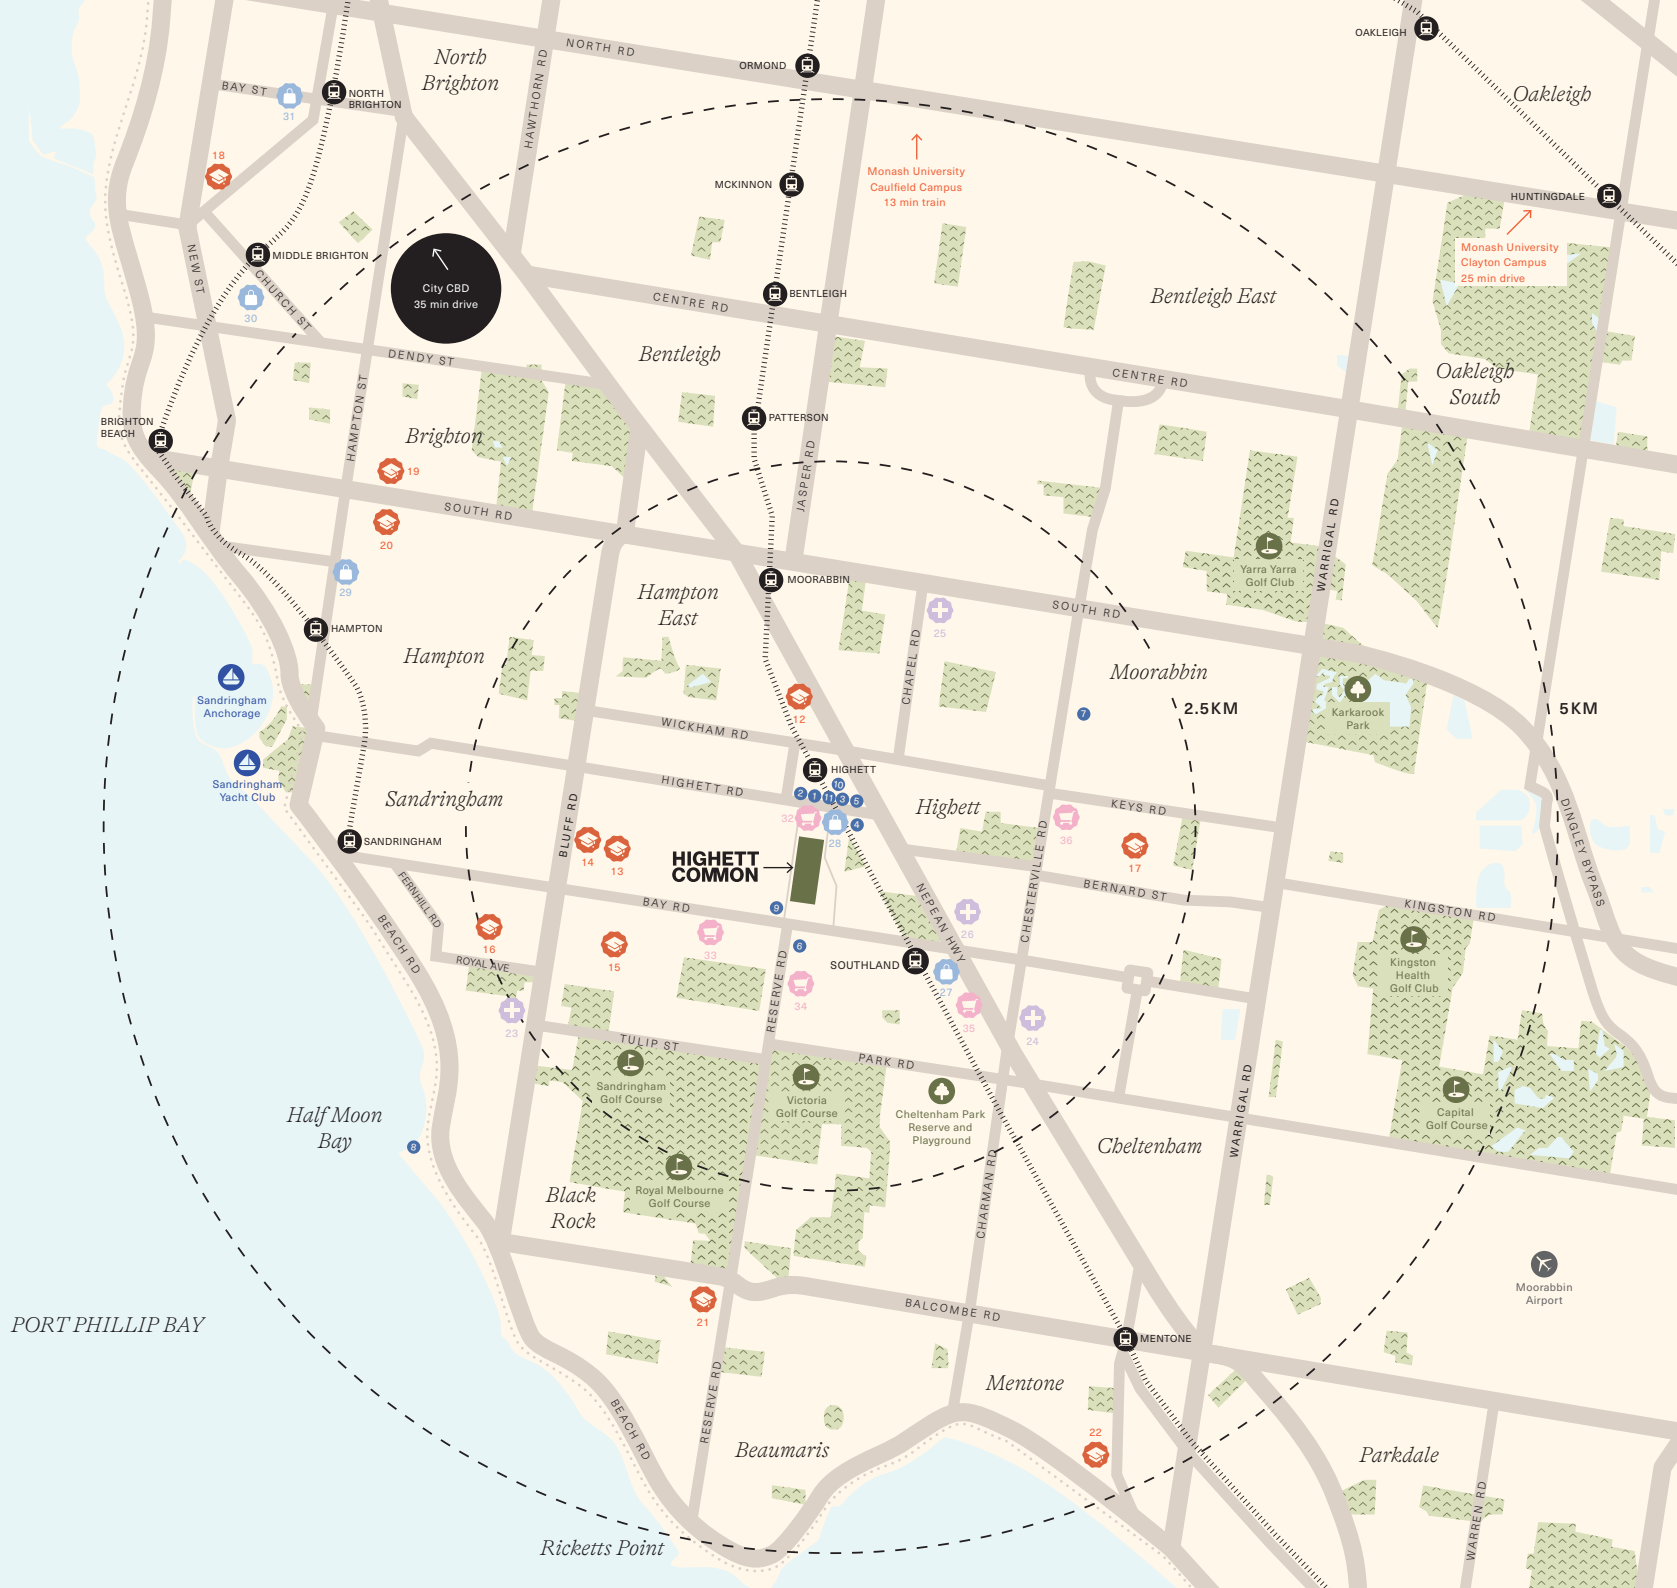 OAKLEIGH
North
Brighton
NORTH RD
ORMOND
HAWTHORN RD
BAY ST
31
NORTH
BRIGHTON
Oakleigh
18
MCKINNON
Monash University
Caulfield Campus
13 min train
HUNTINGDALE
Monash University
Clayton Campus
25 min drive
NEW ST
MIDDLE BRIGHTON
CHURCH ST
30
City CBD
35 min drive
CENTRE RD
BENTLEIGH
Bentleigh East
Bentleigh
DENDY ST
CENTRE RD
Oakleigh
South
HAMPTON ST
BRIGHTON
BEACH
PATTERSON
Brighton
19
JASPER RD
SOUTH RD
20
WARRIGAL RD
Yarra Yarra
Golf Club
29
MOORABBIN
Hampton
East
SOUTH RD
25
HAMPTON
Hampton
CHAPEL RD
Moorabbin
Sandringham
Anchorage
12
7
2.5KM
5KM
Karkarook
Park
WICKHAM RD
HIGHETT
Sandringham
Yacht Club
HIGHETT RD
10
2
1
11
3
5
Sandringham
Highett
KEYS RD
DINGLEY BYPASS
BLUFF RD
32
28
4
36
CHESTERVILLE RD
SANDRINGHAM
14
13
HIGHETT
COMMON
17
FERNHILL RD
BERNARD ST
NEPEAN HWY
BAY RD
9
26
KINGSTON RD
BEACH RD
16
15
33
6
ROYAL AVE
RESERVE RD
SOUTHLAND
27
Kingston
Health
Golf Club
34
35
23
24
TULIP ST
PARK RD
Sandringham
Golf Course
Victoria
Golf Course
Cheltenham Park
Reserve and
Playground
WARRIGAL RD
Capital
Golf Course
Half Moon
Bay
8
Cheltenham
CHARMAN RD
Black
Rock
Royal Melbourne
Golf Course
Moorabbin
Airport
21
BALCOMBE RD
PORT PHILLIP BAY
MENTONE
RESERVE RD
Mentone
BEACH RD
Beaumaris
22
Parkdale
WARREN RD
Ricketts Point